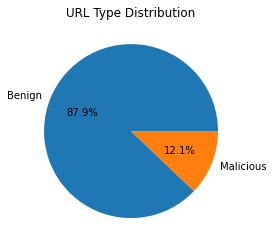 URL Type Distribution
Benign
87.9%
12.1%
Malicious